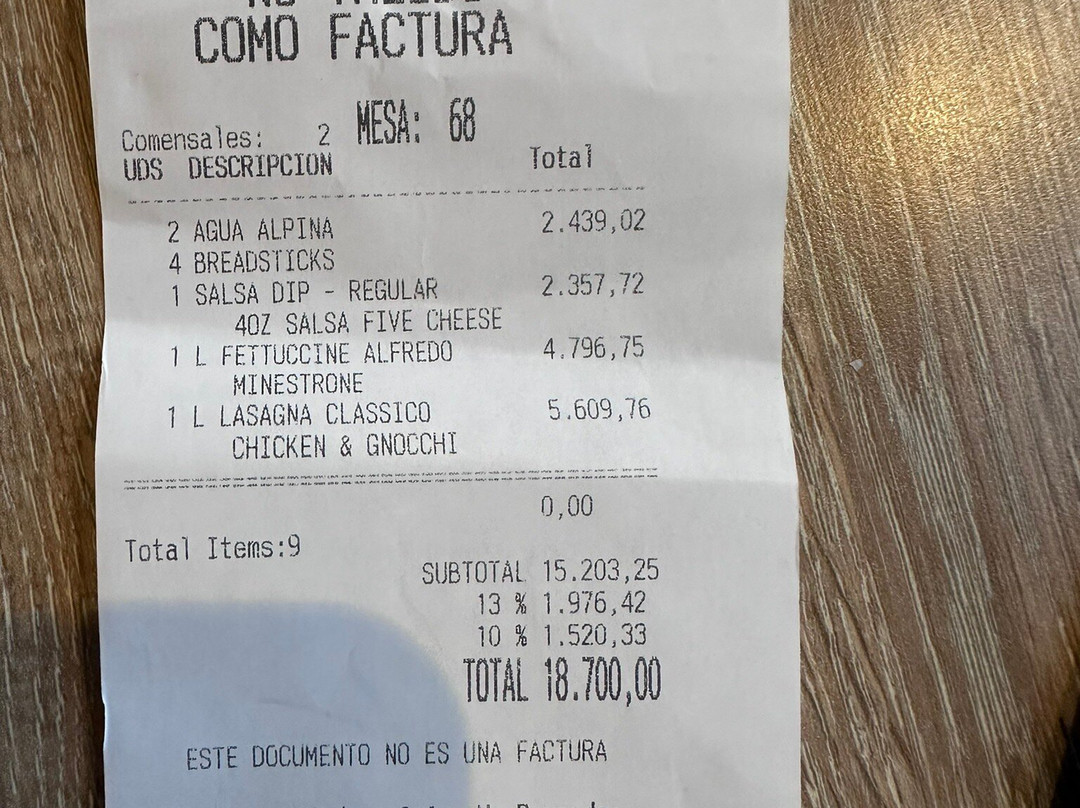 COMO FACTURA
Comensales: 2 MESA: 68
UDS DESCRIPCION Total
2 AGUA ALPINA 2.439,02
4 BREADSTICKS
1 SALSA DIP - REGULAR 2.357,72
4OZ SALSA FIVE CHEESE
1 L FETTUCCINE ALFREDO 4.796,75
MINESTRONE
1 L LASAGNA CLASSICO 5.609,76
CHICKEN & GNOCCHI
0,00
Total Items:9
SUBTOTAL 15.203,25
13 % 1.976,42
10 % 1.520,33
TOTAL 18.700,00
ESTE DOCUMENTO NO ES UNA FACTURA